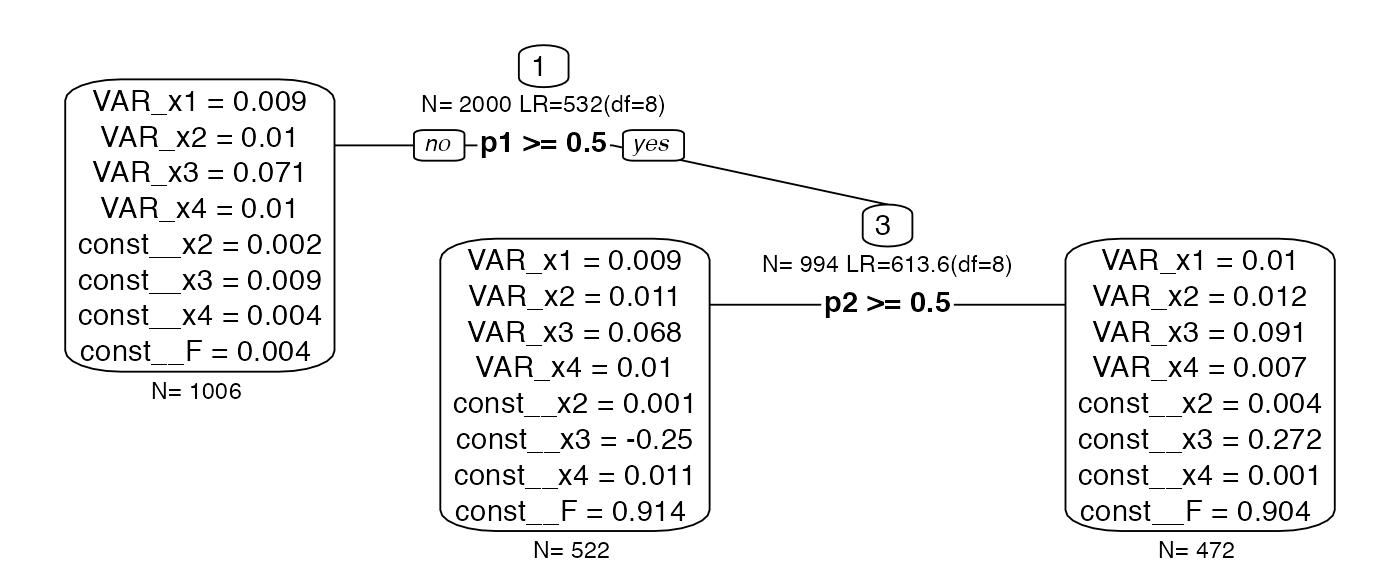 1
N= 2000 LR=532(df=8)
no p1 >= 0.5 yes
VAR_x1 = 0.009
VAR_x2 = 0.01
VAR_x3 = 0.071
VAR_x4 = 0.01
const__x2 = 0.002
const__x3 = 0.009
const__x4 = 0.004
const__F = 0.004
N= 1006
3
N= 994 LR=613.6(df=8)
p2 >= 0.5
VAR_x1 = 0.009
VAR_x2 = 0.011
VAR_x3 = 0.068
VAR_x4 = 0.01
const__x2 = 0.001
const__x3 = -0.25
const__x4 = 0.011
const__F = 0.914
N= 522
VAR_x1 = 0.01
VAR_x2 = 0.012
VAR_x3 = 0.091
VAR_x4 = 0.007
const__x2 = 0.004
const__x3 = 0.272
const__x4 = 0.001
const__F = 0.904
N= 472